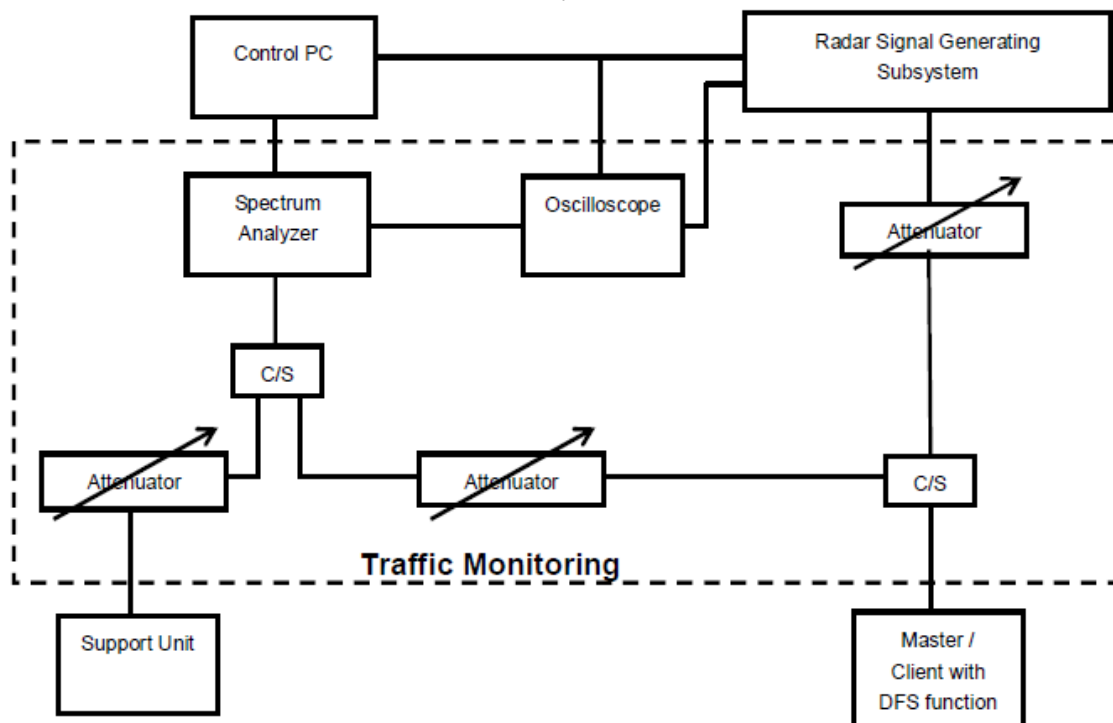 Control PC
Radar Signal Generating
Subsystem
Spectrum
Analyzer
Oscilloscope
Attenuator
C/S
Attenuator
Attenuator
C/S
Traffic Monitoring
Support Unit
Master /
Client with
DFS function